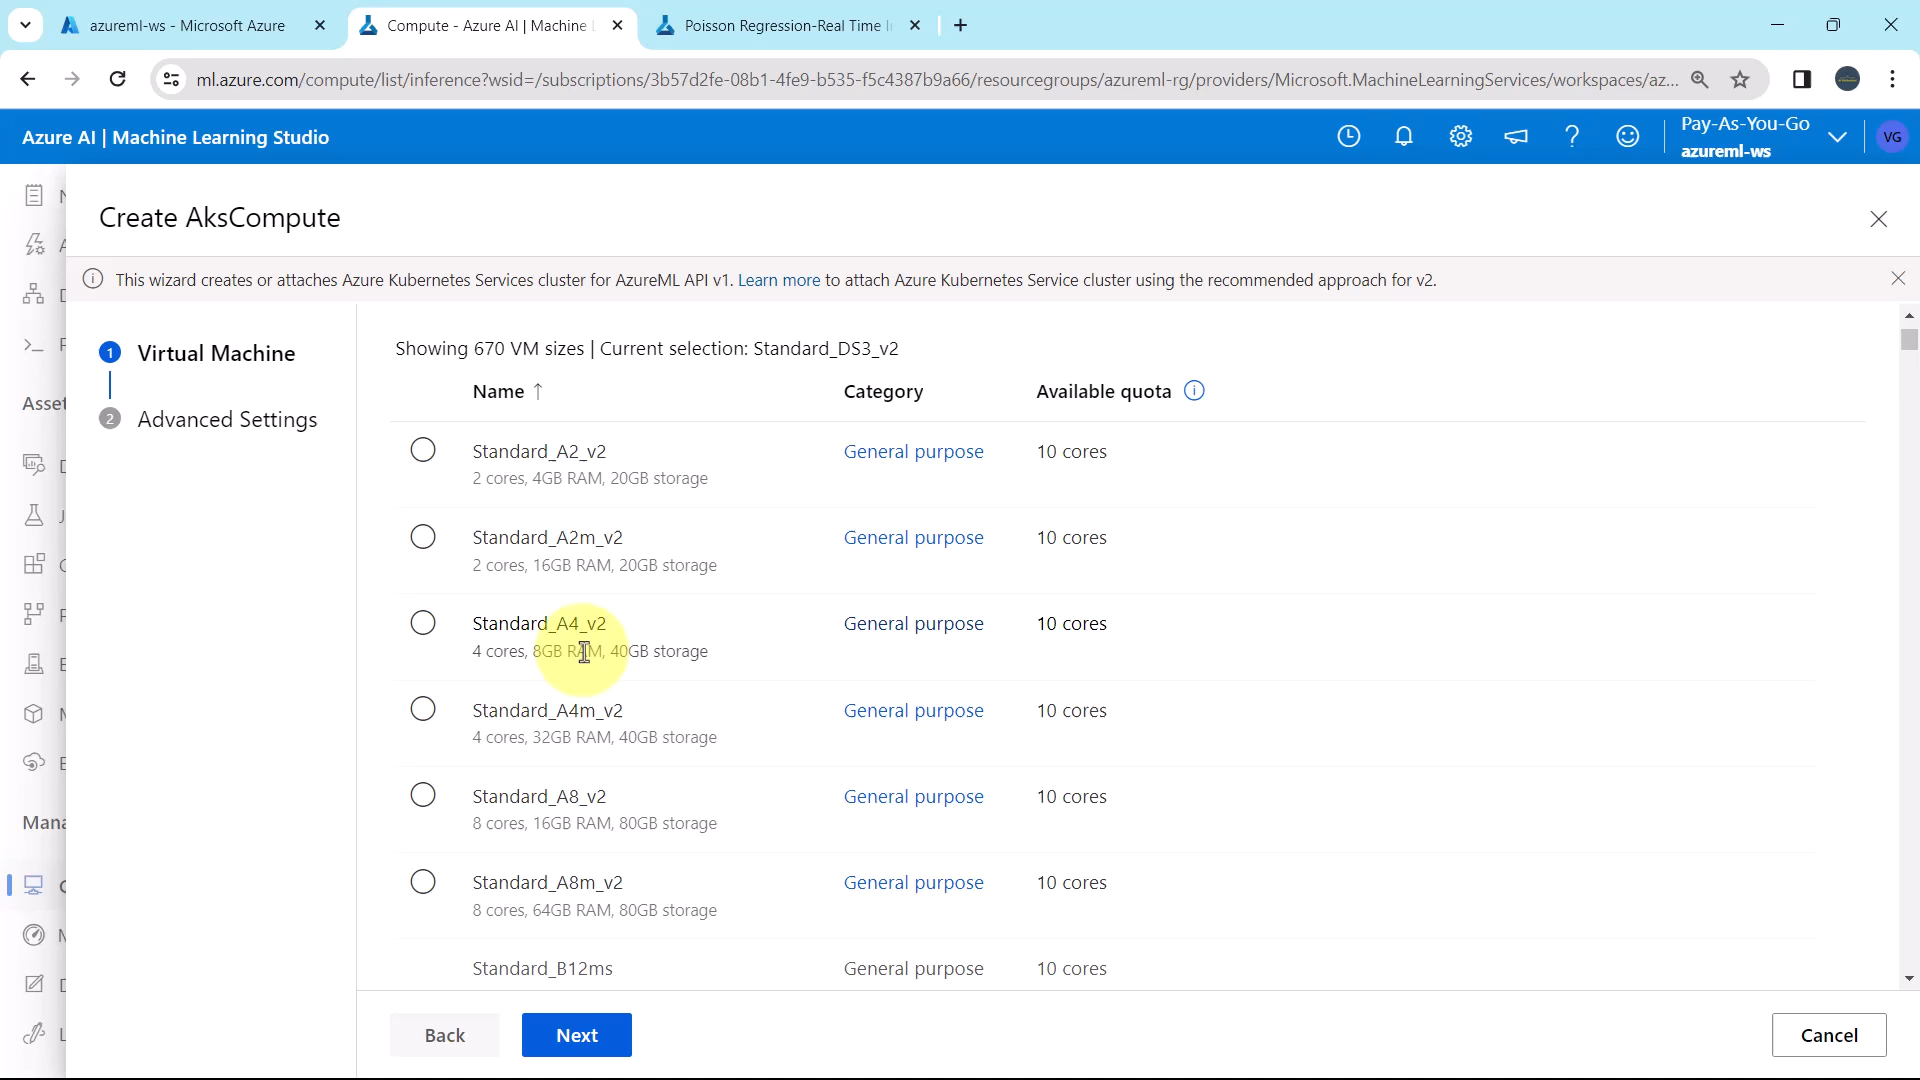 azureml-ws - Microsoft Azure
Compute - Azure AI | Machine
Poisson Regression-Real Time I
ml.azure.com/compute/list/inference?wsid=/subscriptions/3b57d2fe-08b1-4fe9-b535-f5c4387b9a66/resourcegroups/azureml-rg/providers/Microsoft.MachineLearningServices/workspaces/az...
Azure AI | Machine Learning Studio
Pay-As-You-Go
azureml-ws
VG
Create AksCompute
This wizard creates or attaches Azure Kubernetes Services cluster for AzureML API v1. Learn more to attach Azure Kubernetes Service cluster using the recommended approach for v2.
Asset
Mana
1 Virtual Machine
2 Advanced Settings
Showing 670 VM sizes | Current selection: Standard_DS3_v2
Name ↑ Category Available quota
Standard_A2_v2 General purpose 10 cores
2 cores, 4GB RAM, 20GB storage
Standard_A2m_v2 General purpose 10 cores
2 cores, 16GB RAM, 20GB storage
Standard_A4_v2 General purpose 10 cores
4 cores, 8GB RAM, 40GB storage
Standard_A4m_v2 General purpose 10 cores
4 cores, 32GB RAM, 40GB storage
Standard_A8_v2 General purpose 10 cores
8 cores, 16GB RAM, 80GB storage
Standard_A8m_v2 General purpose 10 cores
8 cores, 64GB RAM, 80GB storage
Standard_B12ms General purpose 10 cores
Back Next Cancel